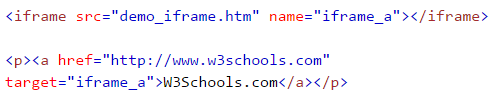 <iframe src="demo_iframe.htm" name="iframe_a"></iframe>
<p><a href="http://www.w3schools.com"
target="iframe_a">W3Schools.com</a></p>